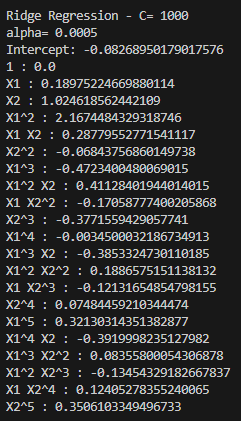 Ridge Regression - C= 1000
alpha= 0.0005
Intercept: -0.08268950179017576
1 : 0.0
X1 : 0.18975224669880114
X2 : 1.024618562442109
X1^2 : 2.1674484329318746
X1 X2 : 0.28779552771541117
X2^2 : -0.06843756860149738
X1^3 : -0.4723400480069015
X1^2 X2 : 0.41128401944014015
X1 X2^2 : -0.17058777400205868
X2^3 : -0.3771559429057741
X1^4 : -0.0034500032186734913
X1^3 X2 : -0.3853324730110185
X1^2 X2^2 : 0.1886575151138132
X1 X2^3 : -0.12131654854798155
X2^4 : 0.07484459210344474
X1^5 : 0.32130314351382877
X1^4 X2 : -0.3919998235127982
X1^3 X2^2 : 0.08355800054306878
X1^2 X2^3 : -0.13454329182667837
X1 X2^4 : 0.12405278355240065
X2^5 : 0.3506103349496733